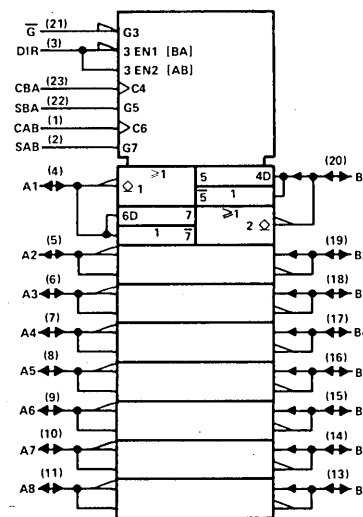 G̅ (21) G3
DIR (3) 3 EN1 [BA]
3 EN2 [AB]
CBA (23) C4
SBA (22) G5
CAB (1) C6
SAB (2) G7
A1 (4) 1 ≥1 5 4D (20) B
5̅ 1
6D 7 ≥1
1 7̅ 2
A2 (5) (19) B
A3 (6) (18) B
A4 (7) (17) B
A5 (8) (16) B
A6 (9) (15) B
A7 (10) (14) B
A8 (11) (13) B